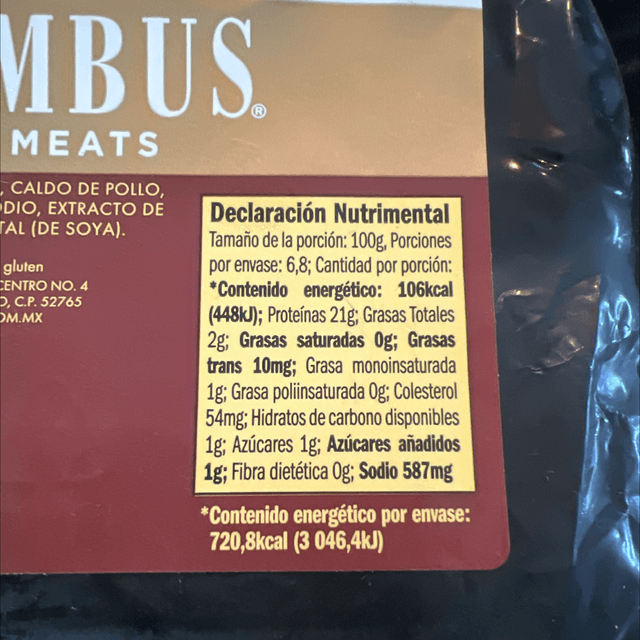 MBUS®
MEATS
, CALDO DE POLLO,
DIO, EXTRACTO DE
TAL (DE SOYA).
gluten
CENTRO NO. 4
O, C.P. 52765
OM.MX
Declaración Nutrimental
Tamaño de la porción: 100g, Porciones
por envase: 6,8; Cantidad por porción:
*Contenido energético: 106kcal
(448kJ); Proteínas 21g; Grasas Totales
2g; Grasas saturadas 0g; Grasas
trans 10mg; Grasa monoinsaturada
1g; Grasa poliinsaturada 0g; Colesterol
54mg; Hidratos de carbono disponibles
1g; Azúcares 1g; Azúcares añadidos
1g; Fibra dietética 0g; Sodio 587mg
*Contenido energético por envase:
720,8kcal (3 046,4kJ)